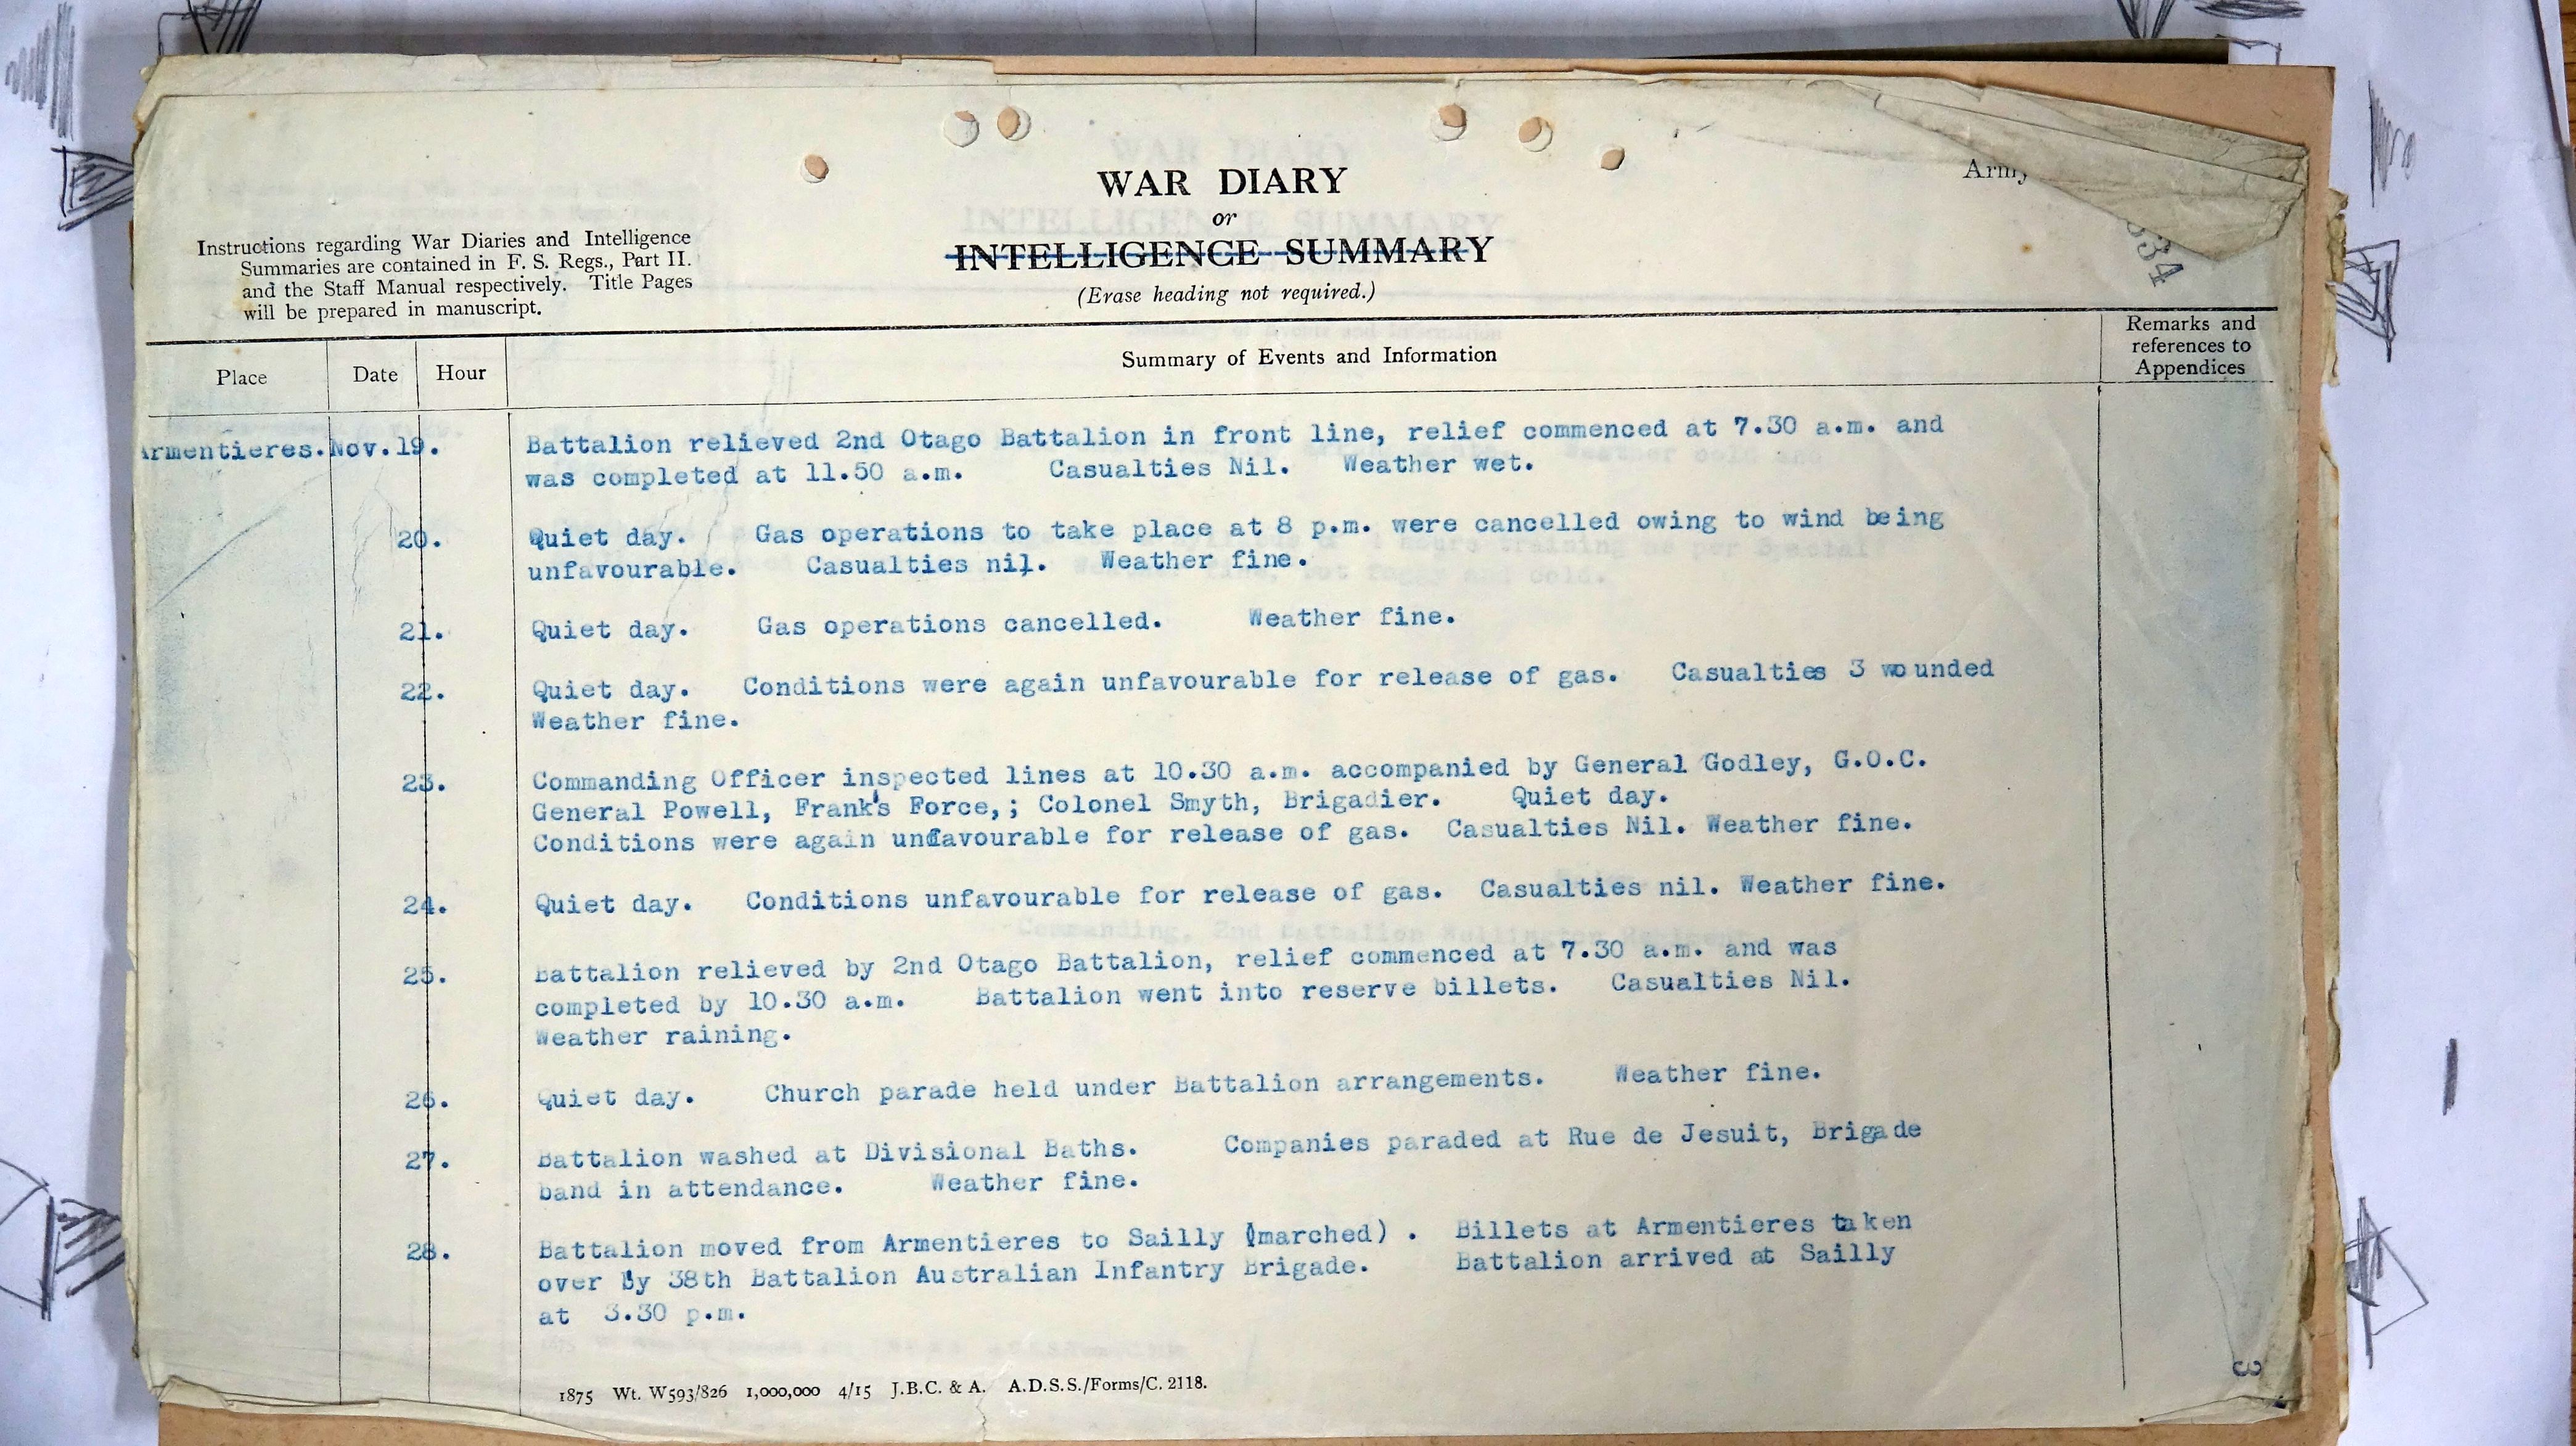 WAR DIARY
or
INTELLIGENCE SUMMARY
(Erase heading not required.)
Army
334
Instructions regarding War Diaries and Intelligence
Summaries are contained in F. S. Regs., Part II.
and the Staff Manual respectively. Title Pages
will be prepared in manuscript.
Place Date Hour Summary of Events and Information Remarks and references to Appendices
Armentieres. Nov. 19. Battalion relieved 2nd Otago Battalion in front line, relief commenced at 7.30 a.m. and
was completed at 11.50 a.m. Casualties Nil. Weather wet.
20. Quiet day. Gas operations to take place at 8 p.m. were cancelled owing to wind being
unfavourable. Casualties nil. Weather fine.
21. Quiet day. Gas operations cancelled. Weather fine.
22. Quiet day. Conditions were again unfavourable for release of gas. Casualties 3 wounded
Weather fine.
23. Commanding Officer inspected lines at 10.30 a.m. accompanied by General Godley, G.O.C.
General Powell, Frank's Force,; Colonel Smyth, Brigadier. Quiet day.
Conditions were again unfavourable for release of gas. Casualties Nil. Weather fine.
24. Quiet day. Conditions unfavourable for release of gas. Casualties nil. Weather fine.
25. Battalion relieved by 2nd Otago Battalion, relief commenced at 7.30 a.m. and was
completed by 10.30 a.m. Battalion went into reserve billets. Casualties Nil.
Weather raining.
26. Quiet day. Church parade held under Battalion arrangements. Weather fine.
27. Battalion washed at Divisional Baths. Companies paraded at Rue de Jesuit, Brigade
band in attendance. Weather fine.
28. Battalion moved from Armentieres to Sailly (marched) . Billets at Armentieres taken
over by 38th Battalion Australian Infantry Brigade. Battalion arrived at Sailly
at 3.30 p.m.
1875 Wt. W593/826 1,000,000 4/15 J.B.C. & A. A.D.S.S./Forms/C. 2118.
3